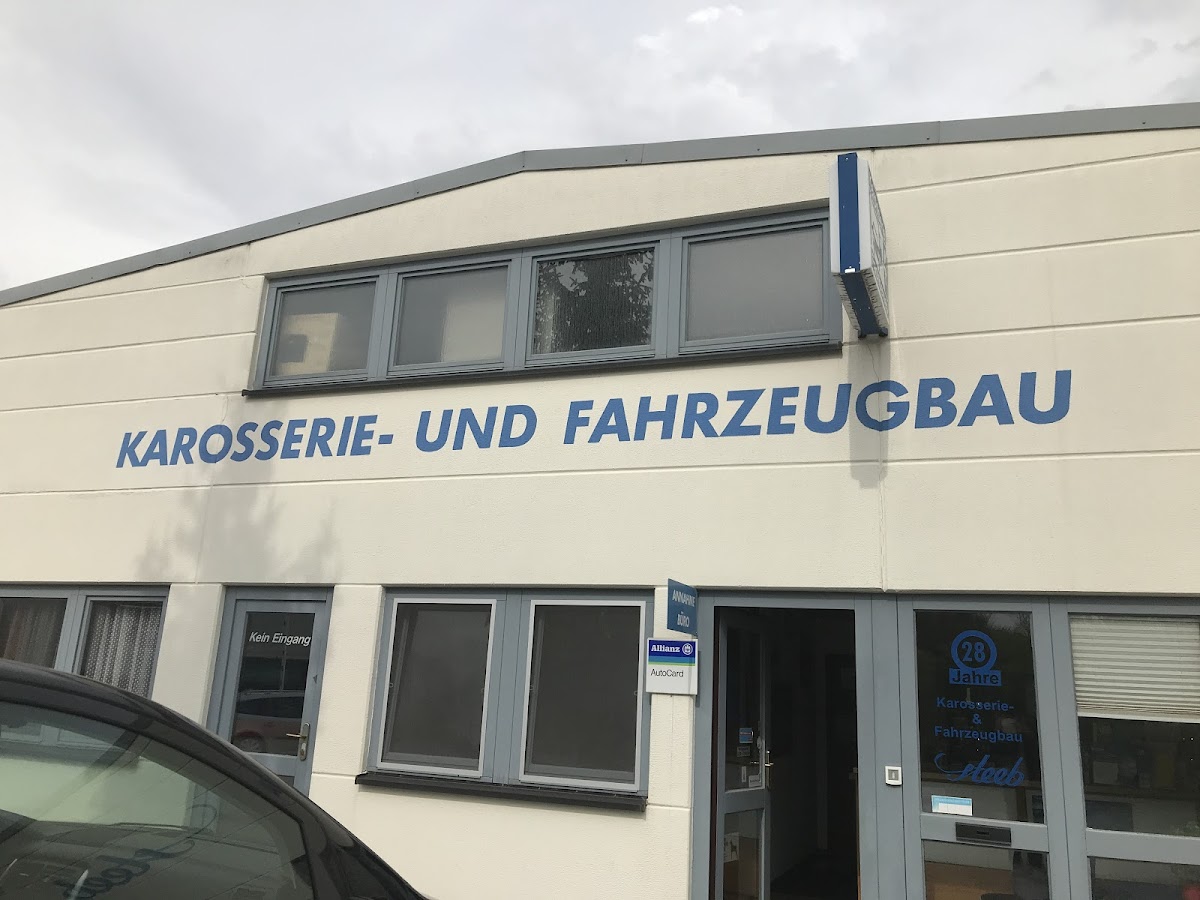 KAROSSERIE- UND FAHRZEUGBAU
Kein Eingang
ANNAHME
BÜRO
Allianz
AutoCard
28
Jahre
Karosserie-
&
Fahrzeugbau